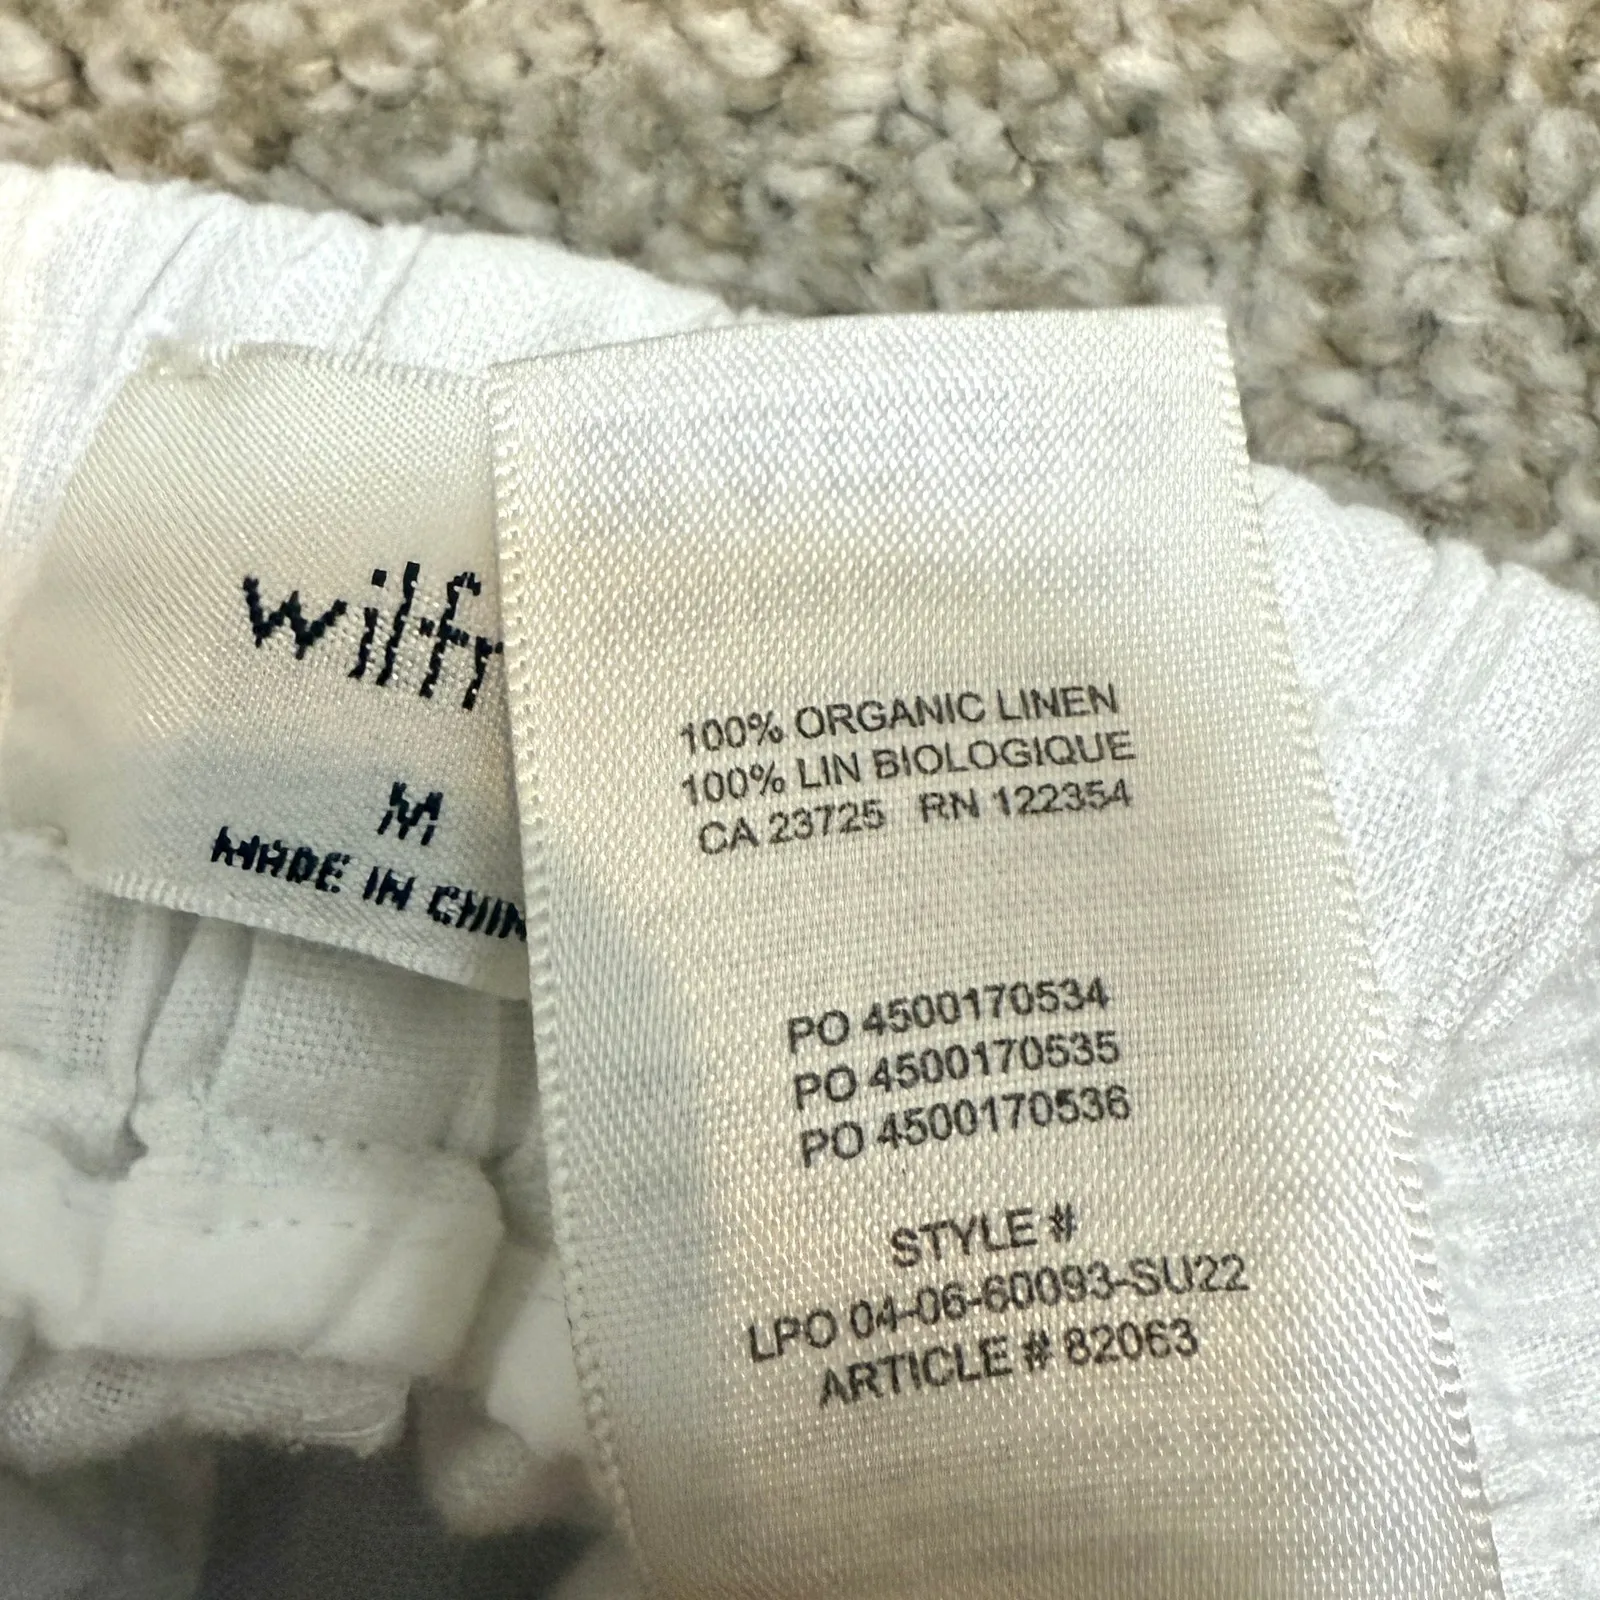 wilfr
M
MADE IN CHIN
100% ORGANIC LINEN
100% LIN BIOLOGIQUE
CA 23725 RN 122354
PO 4500170534
PO 4500170535
PO 4500170536
STYLE #
LPO 04-06-60093-SU22
ARTICLE # 82063